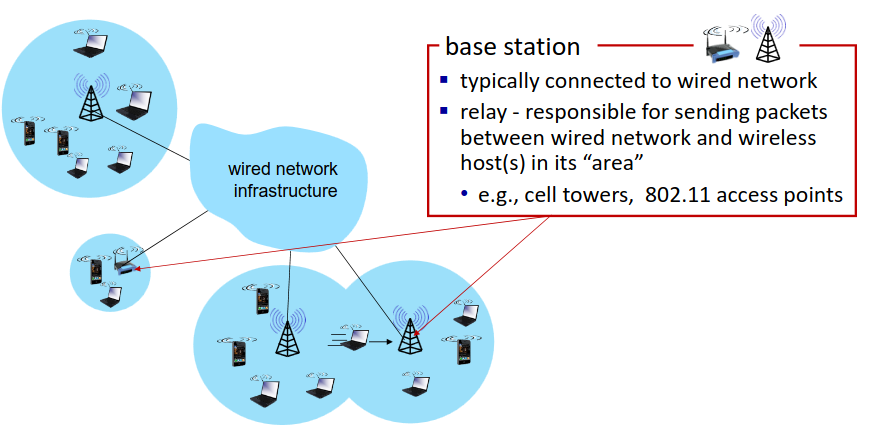 base station
▪ typically connected to wired network
▪ relay - responsible for sending packets
between wired network and wireless
host(s) in its “area”
• e.g., cell towers, 802.11 access points
wired network
infrastructure